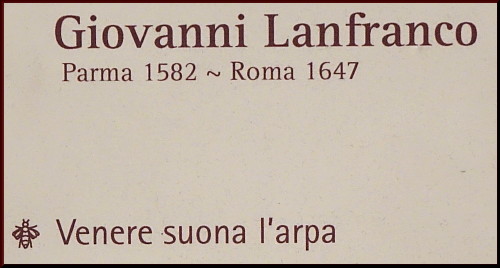 Giovanni Lanfranco
Parma 1582 ~ Roma 1647
Venere suona l'arpa